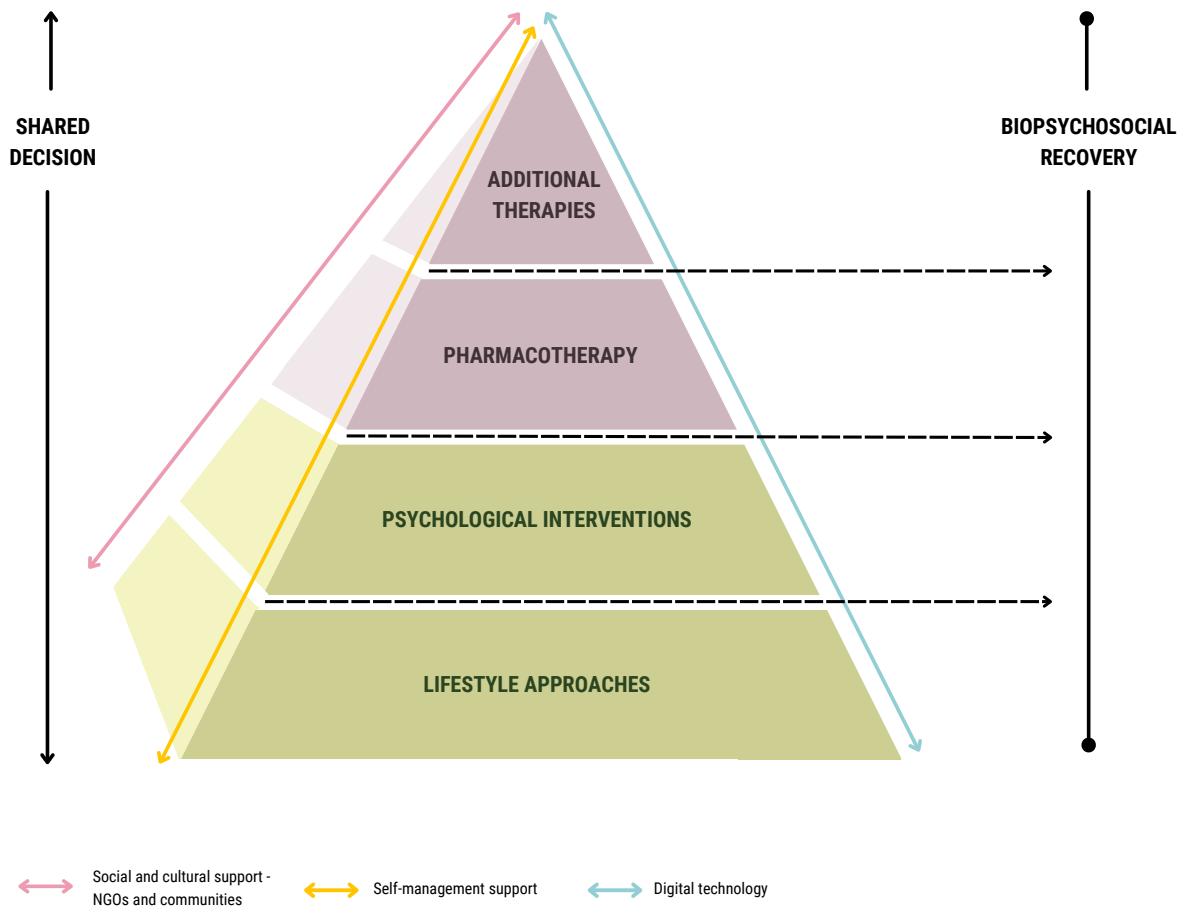 SHARED
DECISION
BIOPSYCHOSOCIAL
RECOVERY
ADDITIONAL
THERAPIES
PHARMACOTHERAPY
PSYCHOLOGICAL INTERVENTIONS
LIFESTYLE APPROACHES
Social and cultural support -
NGOs and communities
Self-management support
Digital technology